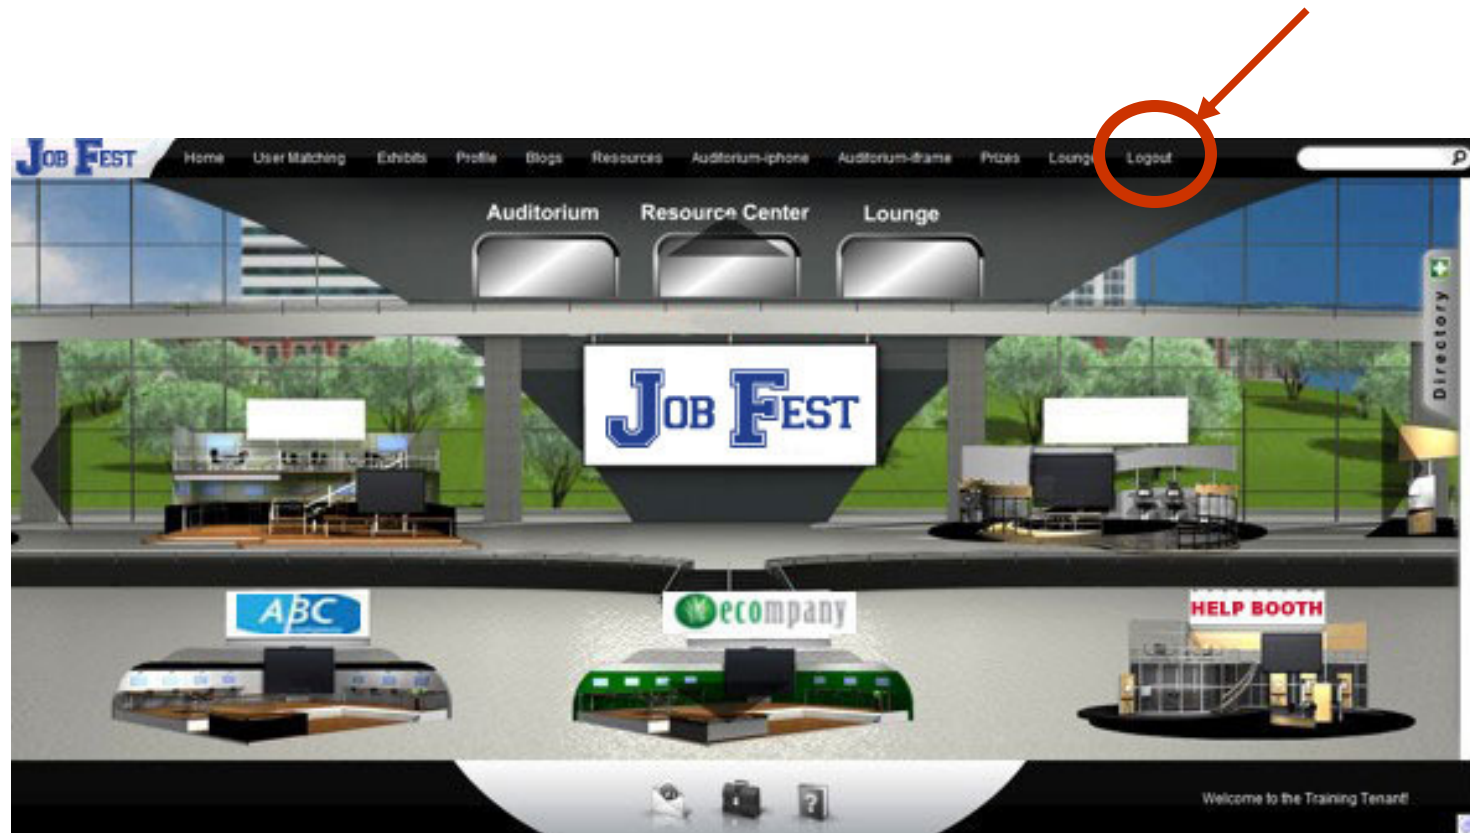 JOB FEST
Home User Matching Exhibits Profile Blogs Resources Auditorium-iphone Auditorium-iframe Prizes Lounge Logout
Auditorium Resource Center Lounge
Directory
JOB FEST
ABC
ecompany
HELP BOOTH
?
Welcome to the Training Tenant!